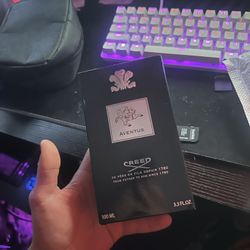 AVENTUS
CREED
DE PÈRE EN FILS DEPUIS 1760
FROM FATHER TO SON SINCE 1760
100 ML
3.3 FL.OZ.